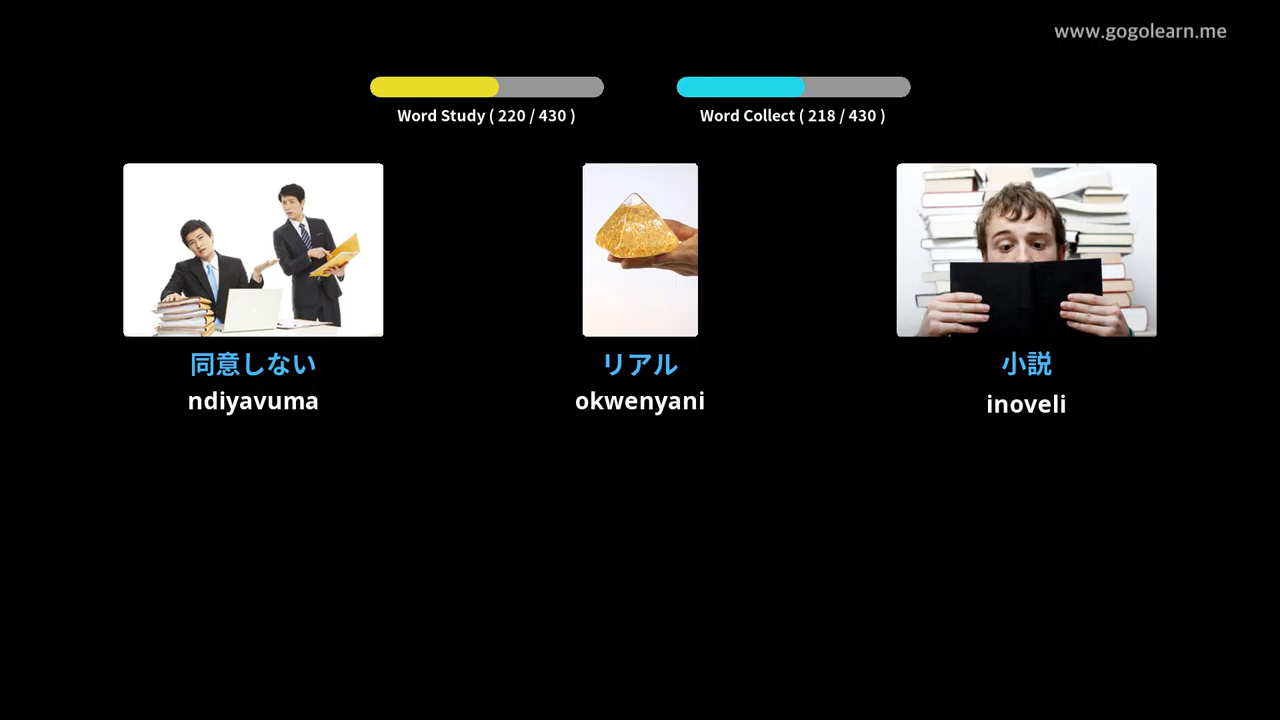 www.gogolearn.me
Word Study ( 220 / 430 )
Word Collect ( 218 / 430 )
同意しない
ndiyavuma
リアル
okwenyani
小説
inoveli